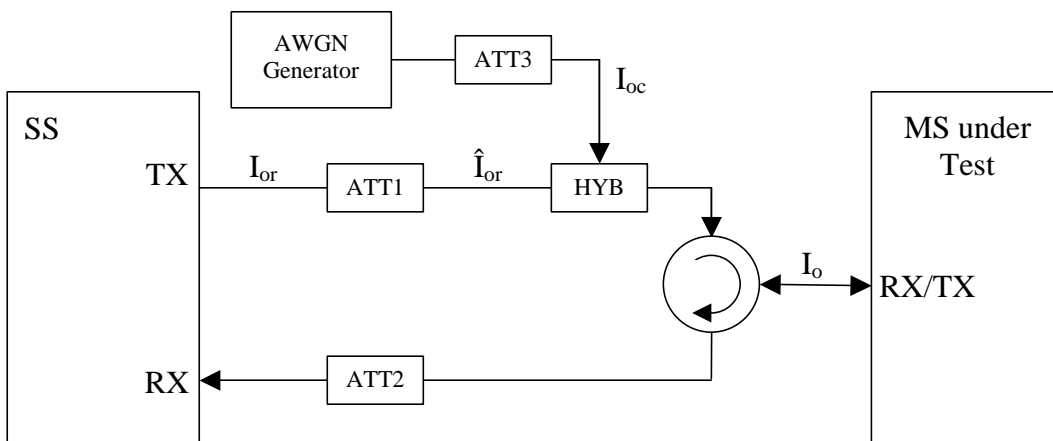 AWGN
Generator
ATT3
I_oc
SS
MS under
Test
TX
I_or
ATT1
Î_or
HYB
I_o
RX/TX
RX
ATT2